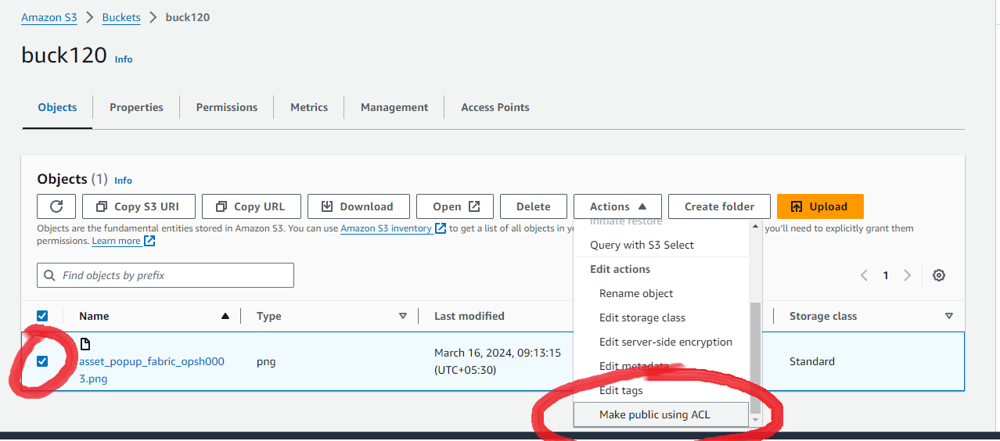 Amazon S3 > Buckets > buck120
buck120 Info
Objects Properties Permissions Metrics Management Access Points
Objects (1) Info
Copy S3 URI Copy URL Download Open Delete Actions Create folder Upload
Objects are the fundamental entities stored in Amazon S3. You can use Amazon S3 inventory to get a list of all objects in you'll need to explicitly grant them
permissions. Learn more
Initiate restore
Query with S3 Select
Edit actions
Rename object
Edit storage class
Edit server-side encryption
Edit metadata
Edit tags
Make public using ACL
Find objects by prefix
1
Name Type Last modified Storage class
asset_popup_fabric_opsh000
3.png
png
March 16, 2024, 09:13:15
(UTC+05:30)
Standard